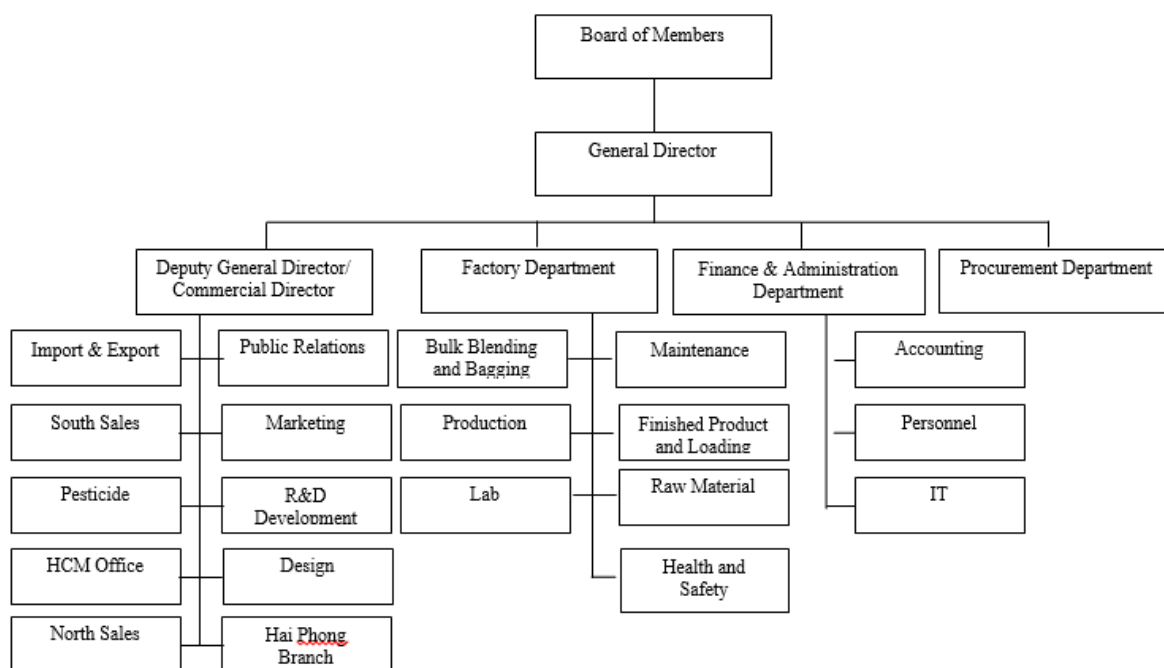 Board of Members
General Director
Deputy General Director/
Commercial Director
Factory Department
Finance & Administration
Department
Procurement Department
Import & Export
Public Relations
Bulk Blending
and Bagging
Maintenance
Accounting
South Sales
Marketing
Production
Finished Product
and Loading
Personnel
Pesticide
R&D
Development
Lab
Raw Material
IT
HCM Office
Design
Health and
Safety
North Sales
Hai Phong
Branch